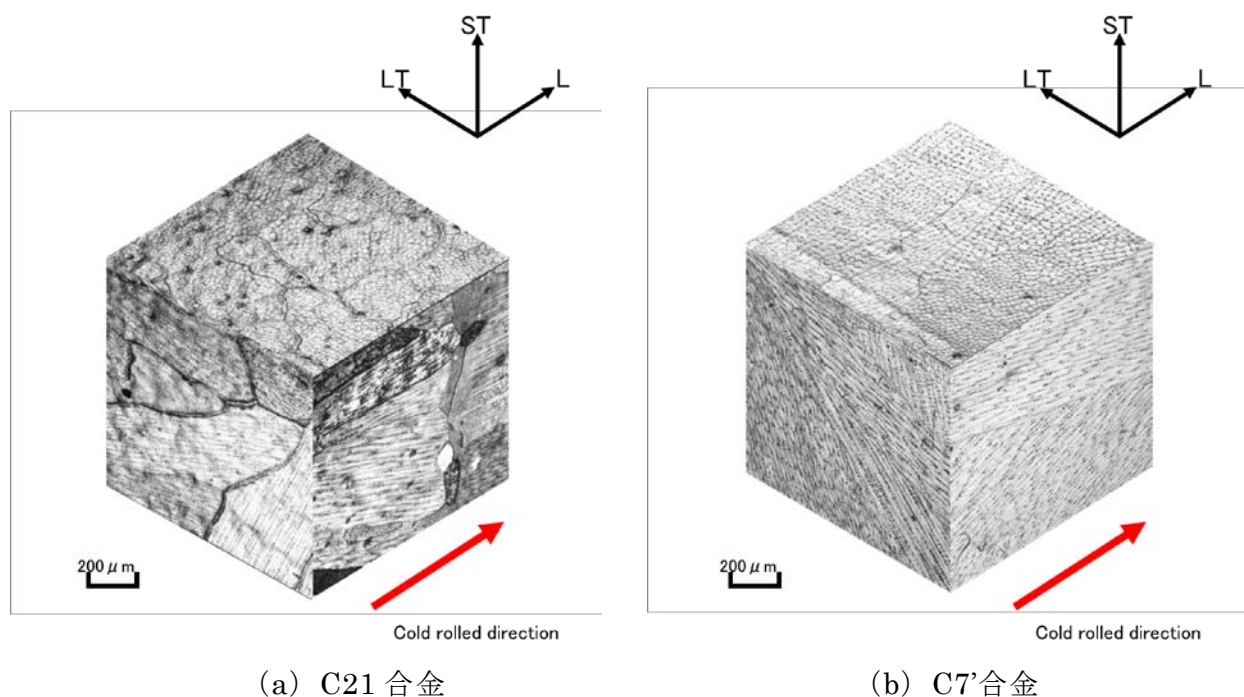 ST
LT
L
200 μm
Cold rolled direction
(a) C21 合金
ST
LT
L
200 μm
Cold rolled direction
(b) C7’合金